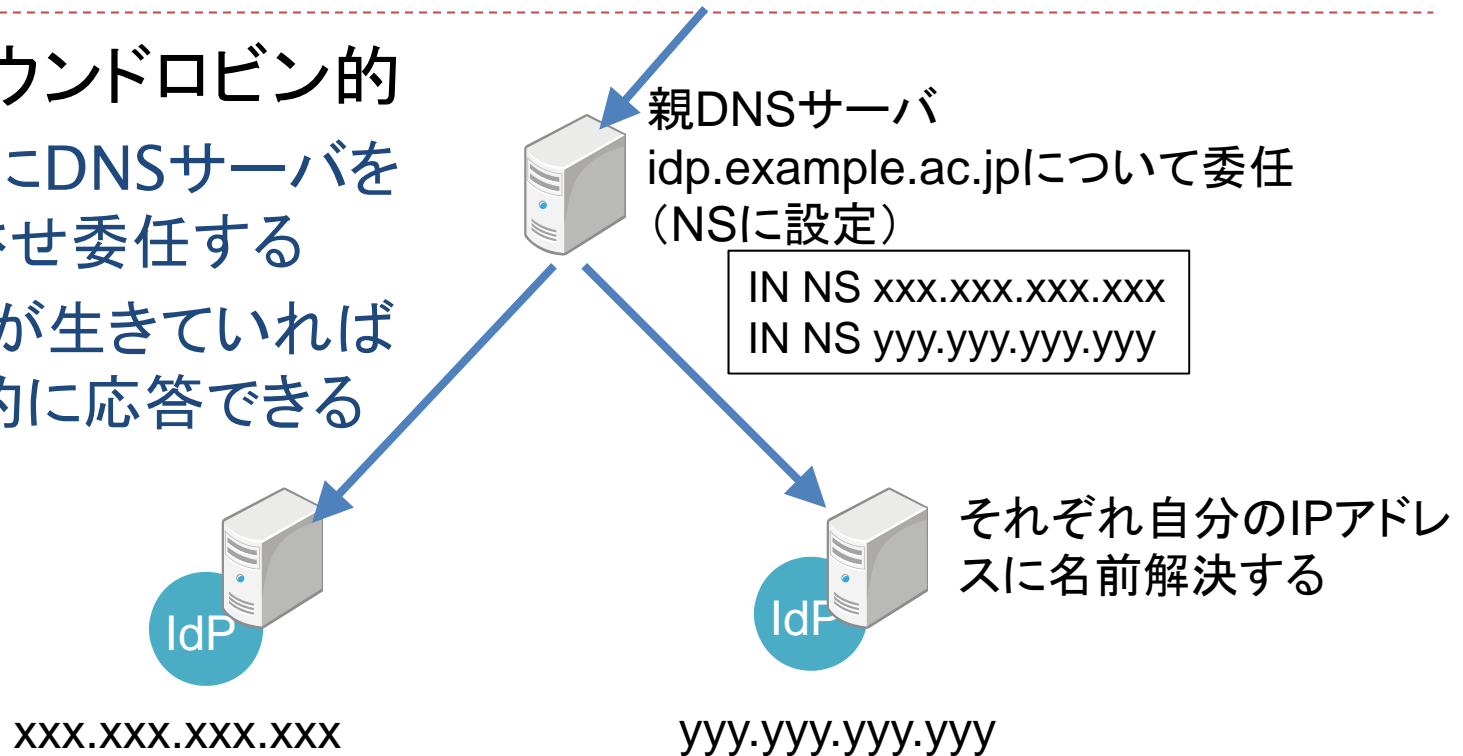 ウンドロビン的
にDNSサーバを
させ委任する
が生きていれば
的に応答できる
親DNSサーバ
idp.example.ac.jpについて委任
（NSに設定）
IN NS xxx.xxx.xxx.xxx
IN NS yyy.yyy.yyy.yyy
それぞれ自分のIPアドレ
スに名前解決する
IdP
IdP
xxx.xxx.xxx.xxx
yyy.yyy.yyy.yyy